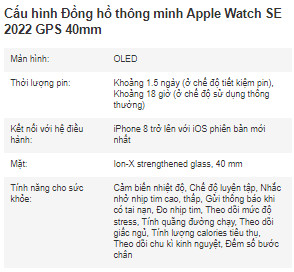 Cấu hình Đồng hồ thông minh Apple Watch SE
2022 GPS 40mm
Màn hình: OLED
Thời lượng pin: Khoảng 1.5 ngày (ở chế độ tiết kiệm pin),
Khoảng 18 giờ (ở chế độ sử dụng thông
thường)
Kết nối với hệ điều iPhone 8 trở lên với iOS phiên bản mới
hành: nhất
Mặt: Ion-X strengthened glass, 40 mm
Tính năng cho sức Cảm biến nhiệt độ, Chế độ luyện tập, Nhắc
khỏe: nhở nhịp tim cao, thấp, Gửi thông báo khi
có tai nạn, Đo nhịp tim, Theo dõi mức độ
stress, Tính quãng đường chạy, Theo dõi
giấc ngủ, Tính lượng calories tiêu thụ,
Theo dõi chu kì kinh nguyệt, Đếm số bước
chân